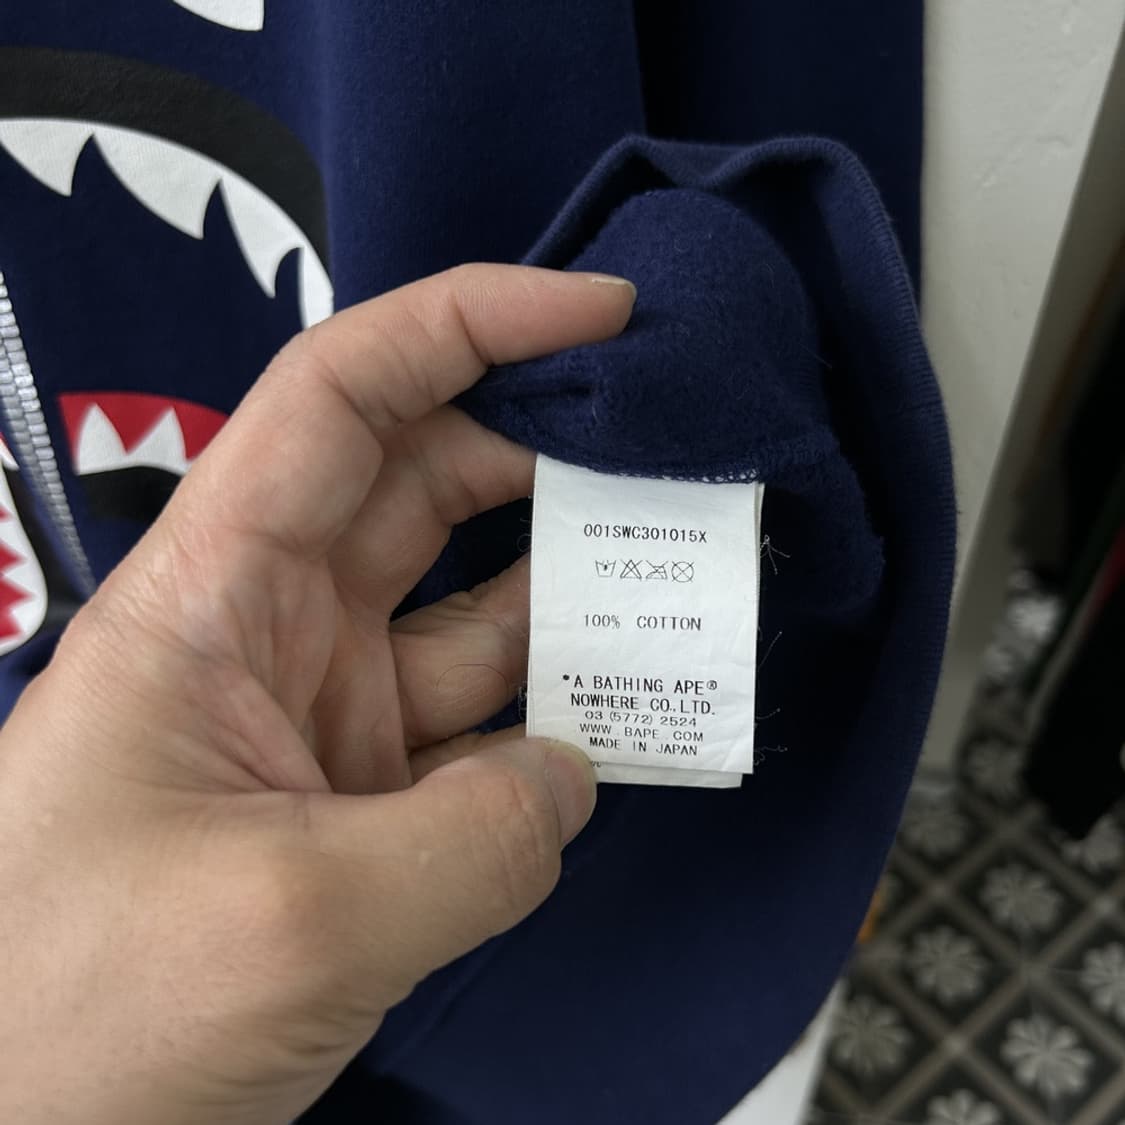 001SWC301015X
100% COTTON
*A BATHING APE®
NOWHERE CO.,LTD.
03 (5772) 2524
WWW.BAPE.COM
MADE IN JAPAN